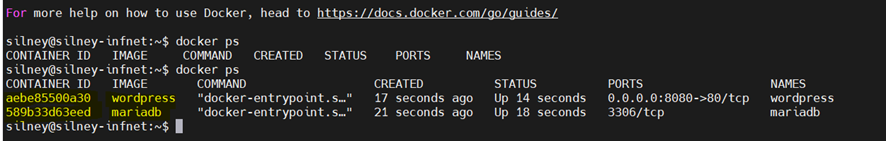 For more help on how to use Docker, head to https://docs.docker.com/go/guides/
silney@silney-infnet:~$ docker ps
CONTAINER ID   IMAGE     COMMAND   CREATED   STATUS    PORTS     NAMES
silney@silney-infnet:~$ docker ps
CONTAINER ID   IMAGE       COMMAND                  CREATED          STATUS          PORTS                  NAMES
aebe85500a30   wordpress   "docker-entrypoint.s…"   17 seconds ago   Up 14 seconds   0.0.0.0:8080->80/tcp   wordpress
589b33d63eed   mariadb     "docker-entrypoint.s…"   21 seconds ago   Up 18 seconds   3306/tcp               mariadb
silney@silney-infnet:~$